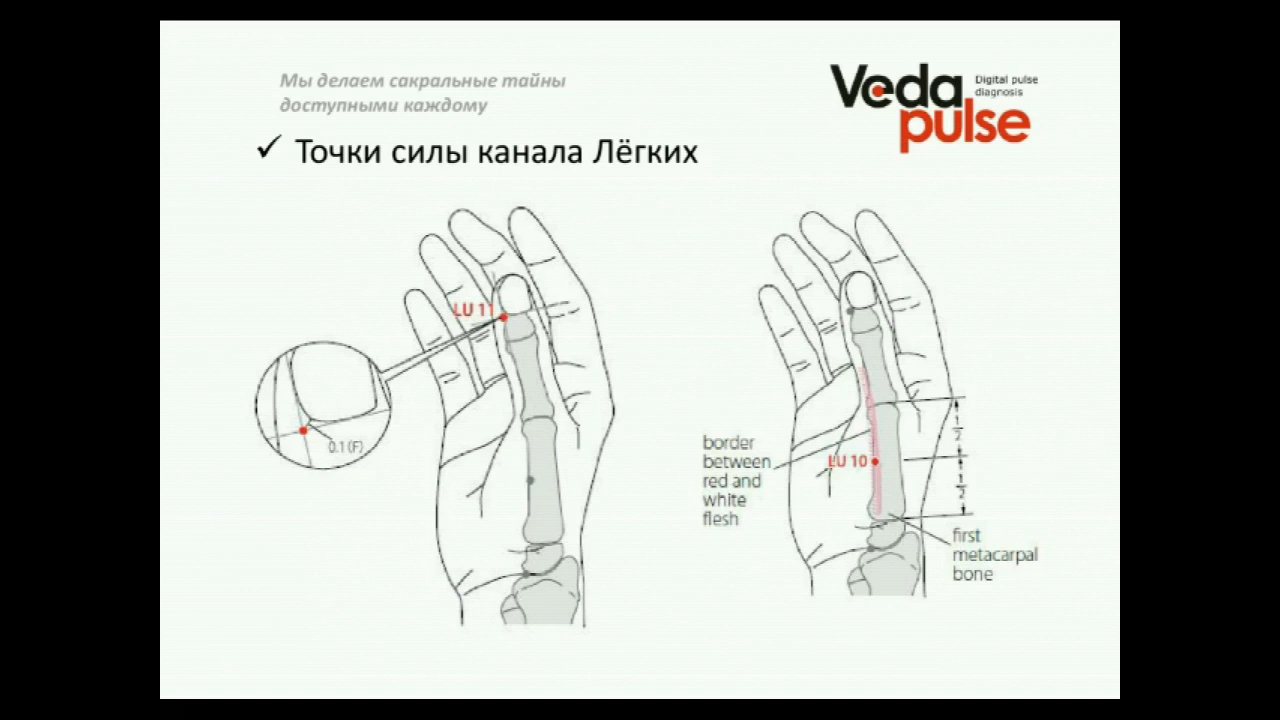 Мы делаем сакральные тайны
доступными каждому
Veda
pulse
Digital pulse
diagnosis
✓ Точки силы канала Лёгких
LU 11
0.1 (F)
border
between
red and
white
flesh
LU 10
1
2
1
2
first
metacarpal
bone